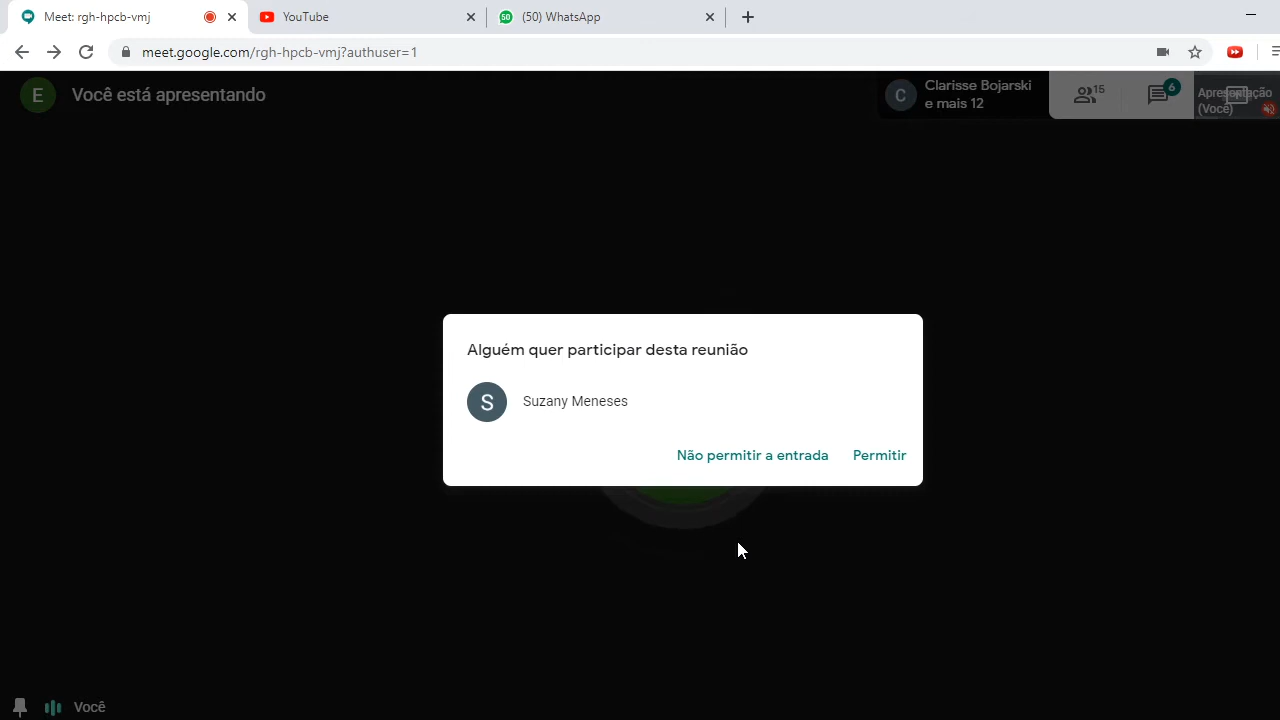 Meet: rgh-hpcb-vmj
YouTube
50
(50) WhatsApp
meet.google.com/rgh-hpcb-vmj?authuser=1
E
Você está apresentando
C
Clarisse Bojarski
e mais 12
15
6
Apresentação
(Você)
Alguém quer participar desta reunião
S
Suzany Meneses
Não permitir a entrada
Permitir
Você